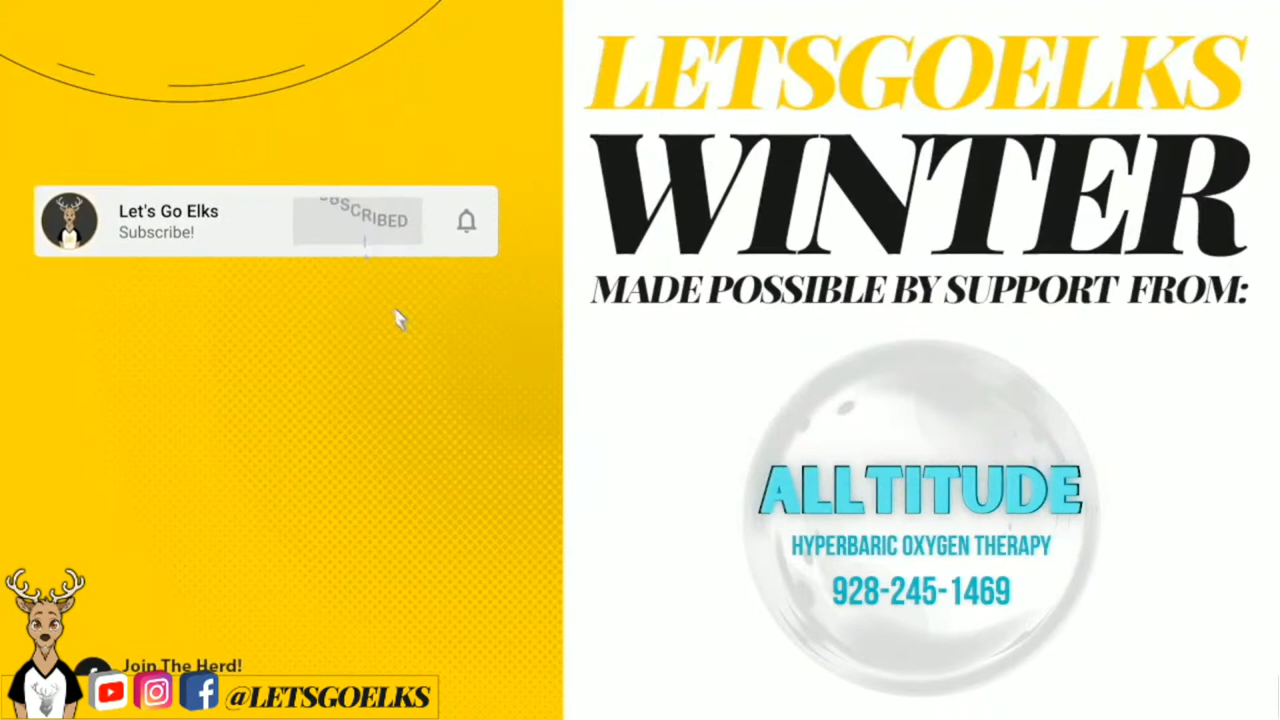 LETSGOELKS
WINTER
MADE POSSIBLE BY SUPPORT FROM:
Let's Go Elks
Subscribe!
ALLTITUDE
HYPERBARIC OXYGEN THERAPY
928-245-1469
Join The Herd!
@LETSGOELKS